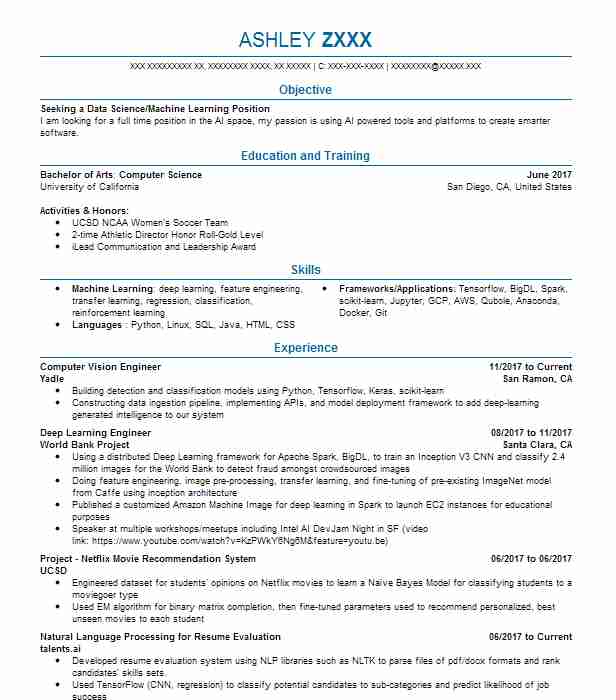 ASHLEY ZXXX
XXX XXXXXXXXXX XX, XXXXXXXX XXXX, XX XXXXX | C: XXX-XXX-XXXX | XXXXXXXX@XXXXX.XXX
Objective
Seeking a Data Science/Machine Learning Position
I am looking for a full time position in the AI space, my passion is using AI powered tools and platforms to create smarter
software.
Education and Training
Bachelor of Arts: Computer Science June 2017
University of California San Diego, CA, United States
Activities & Honors:
• UCSD NCAA Women's Soccer Team
• 2-time Athletic Director Honor Roll-Gold Level
• iLead Communication and Leadership Award
Skills
• Machine Learning: deep learning, feature engineering,
transfer learning, regression, classification,
reinforcement learning
• Languages : Python, Linux, SQL, Java, HTML, CSS
• Frameworks/Applications: Tensorflow, BigDL, Spark,
scikit-learn, Jupyter, GCP, AWS, Qubole, Anaconda,
Docker, Git
Experience
Computer Vision Engineer 11/2017 to Current
Yadle San Ramon, CA
• Building detection and classification models using Python, Tensorflow, Keras, scikit-learn
• Constructing data ingestion pipeline, implementing APIs, and model deployment framework to add deep-learning
generated intelligence to our system
Deep Learning Engineer 08/2017 to 11/2017
World Bank Project Santa Clara, CA
• Using a distributed Deep Learning framework for Apache Spark, BigDL, to train an Inception V3 CNN and classify 2.4
million images for the World Bank to detect fraud amongst crowdsourced images
• Doing feature engineering, image pre-processing, transfer learning, and fine-tuning of pre-existing ImageNet model
from Caffe using inception architecture
• Published a customized Amazon Machine Image for deep learning in Spark to launch EC2 instances for educational
purposes
• Speaker at multiple workshops/meetups including Intel AI DevJam Night in SF (video
link: https://www.youtube.com/watch?v=KzPWkY6Ng6M&feature=youtu.be)
Project - Netflix Movie Recommendation System 06/2017 to 06/2017
UCSD
• Engineered dataset for students' opinions on Netflix movies to learn a Naïve Bayes Model for classifying students to a
moviegoer type
• Used EM algorithm for binary matrix completion, then fine-tuned parameters used to recommend personalized, best
unseen movies to each student
Natural Language Processing for Resume Evaluation 06/2017 to Current
talents.ai
• Developed resume evaluation system using NLP libraries such as NLTK to parse files of pdf/docx formats and rank
candidates' skills sets
• Used TensorFlow (CNN, regression) to classify candidates to sub-categories and predict likelihood of job
success